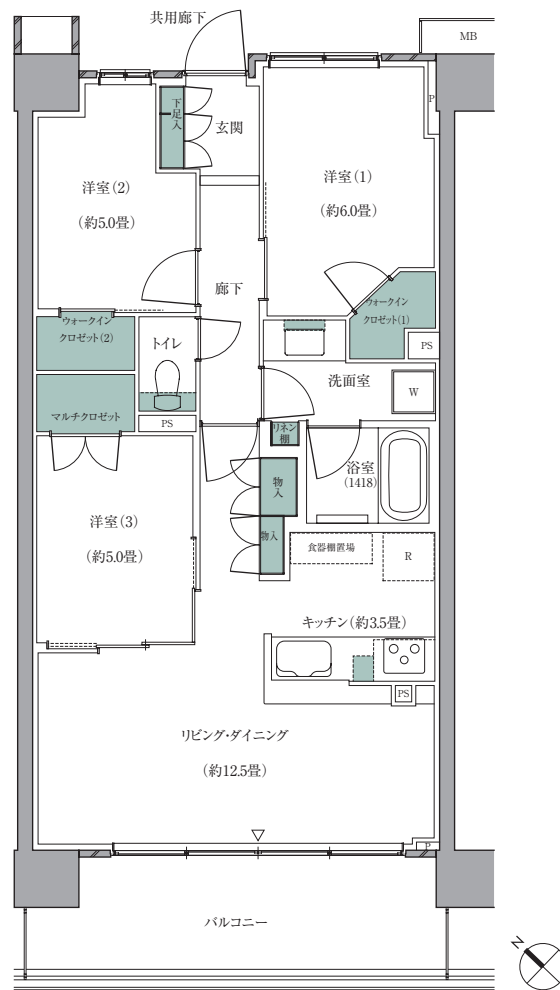 共用廊下
MB
下足入
玄関
P
洋室(2)
(約5.0畳)
洋室(1)
(約6.0畳)
廊下
ウォークイン
クロゼット(1)
ウォークイン
クロゼット(2)
トイレ
PS
洗面室
W
マルチクロゼット
PS
リネン
棚
浴室
(1418)
物入
洋室(3)
(約5.0畳)
物入
食器棚置場
R
キッチン(約3.5畳)
PS
リビング・ダイニング
(約12.5畳)
P
バルコニー
N